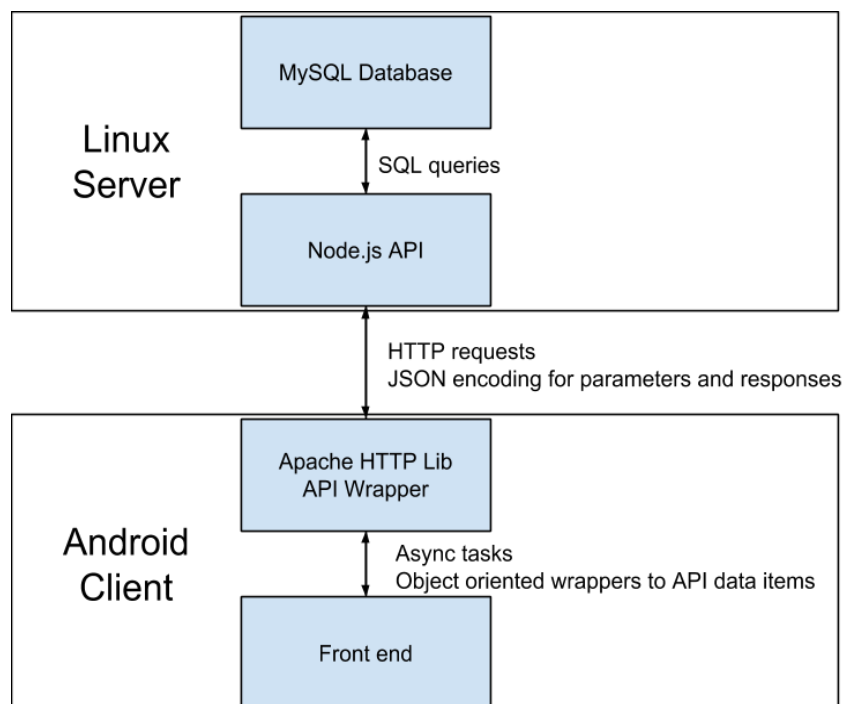 MySQL Database
Linux
Server
SQL queries
Node.js API
HTTP requests
JSON encoding for parameters and responses
Apache HTTP Lib
API Wrapper
Android
Client
Async tasks
Object oriented wrappers to API data items
Front end